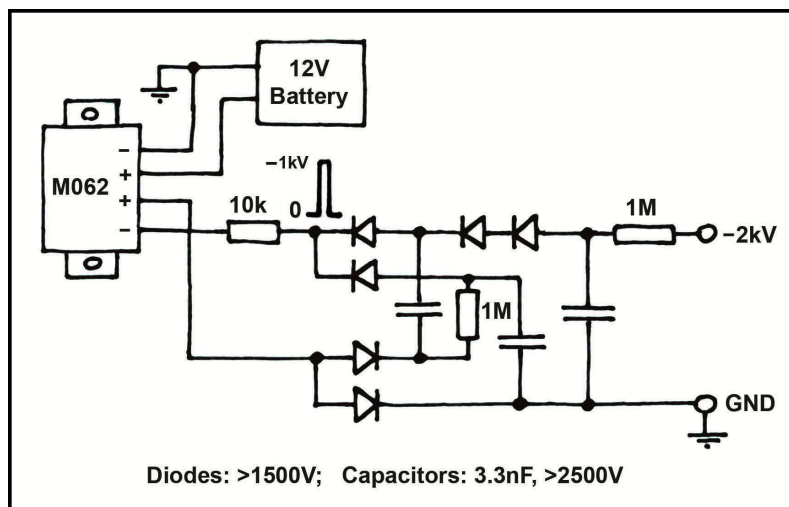 12V
Battery
M062
−
+
+
−
−1kV
0
10k
1M
−2kV
1M
GND
Diodes: >1500V; Capacitors: 3.3nF, >2500V